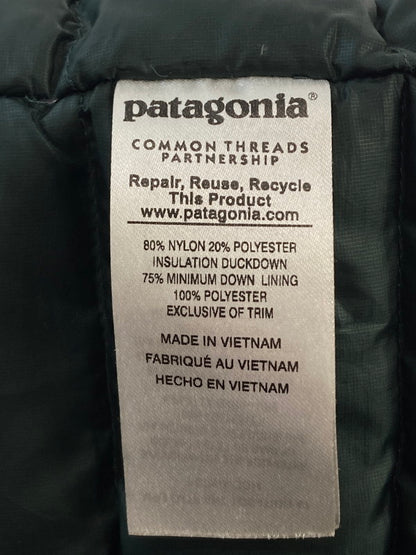 patagonia®
COMMON THREADS
PARTNERSHIP
Repair, Reuse, Recycle
This Product
www.patagonia.com
80% NYLON 20% POLYESTER
INSULATION DUCKDOWN
75% MINIMUM DOWN LINING
100% POLYESTER
EXCLUSIVE OF TRIM
MADE IN VIETNAM
FABRIQUÉ AU VIETNAM
HECHO EN VIETNAM